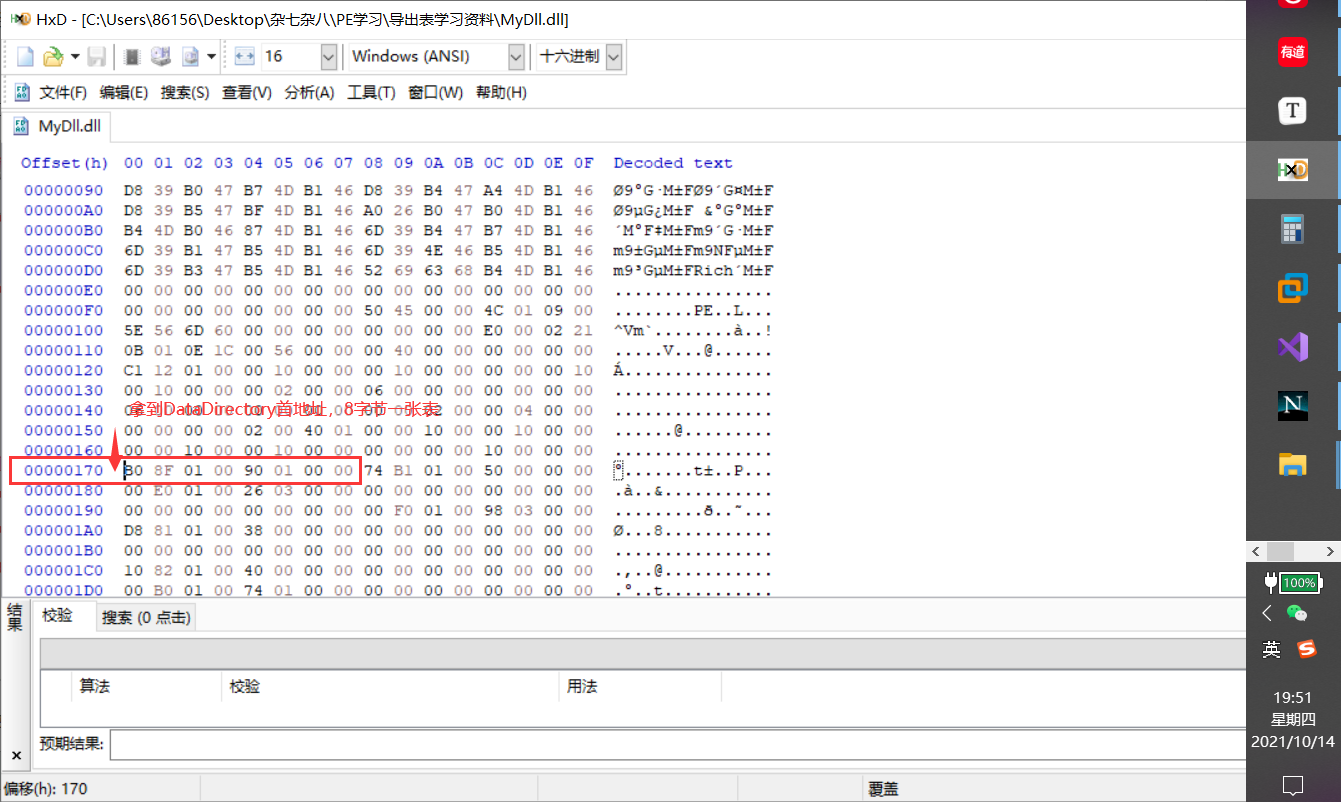 HxD - [C:\Users\86156\Desktop\杂七杂八\PE学习\导出表学习资料\MyDll.dll]
16 Windows (ANSI) 十六进制
文件(F) 编辑(E) 搜索(S) 查看(V) 分析(A) 工具(T) 窗口(W) 帮助(H)
MyDll.dll
Offset(h) 00 01 02 03 04 05 06 07 08 09 0A 0B 0C 0D 0E 0F Decoded text
00000090 D8 39 B0 47 B7 4D B1 46 D8 39 B4 47 A4 4D B1 46 Ø9°G·M±FØ9´G¤M±F
000000A0 D8 39 B5 47 BF 4D B1 46 A0 26 B0 47 B0 4D B1 46 Ø9µG¿M±F &°G°M±F
000000B0 B4 4D B0 46 87 4D B1 46 6D 39 B4 47 B7 4D B1 46 ´M°F‡M±Fm9´G·M±F
000000C0 6D 39 B1 47 B5 4D B1 46 6D 39 4E 46 B5 4D B1 46 m9±GµM±Fm9NFµM±F
000000D0 6D 39 B3 47 B5 4D B1 46 52 69 63 68 B4 4D B1 46 m9³GµM±FRich´M±F
000000E0 00 00 00 00 00 00 00 00 00 00 00 00 00 00 00 00 ................
000000F0 00 00 00 00 00 00 00 00 50 45 00 00 4C 01 09 00 ........PE..L...
00000100 5E 56 6D 60 00 00 00 00 00 00 00 00 E0 00 02 21 ^Vm`........à..!
00000110 0B 01 0E 1C 00 56 00 00 00 40 00 00 00 00 00 00 .....V...@......
00000120 C1 12 01 00 00 10 00 00 00 10 00 00 00 00 00 10 Á...............
00000130 00 10 00 00 00 02 00 00 06 00 00 00 00 00 00 00 ................
拿到DataDirectory首地址，8字节一张表
00000140 02 00 00 04 00 00 ................
00000150 00 00 00 00 02 00 40 01 00 00 10 00 00 10 00 00 ......@.........
00000160 00 00 10 00 00 10 00 00 00 00 00 00 10 00 00 00 ................
00000170 B0 8F 01 00 90 01 00 00 74 B1 01 00 50 00 00 00 °.......t±..P...
00000180 00 E0 01 00 26 03 00 00 00 00 00 00 00 00 00 00 .à..&...........
00000190 00 00 00 00 00 00 00 00 00 F0 01 00 98 03 00 00 .........ð..˜...
000001A0 D8 81 01 00 38 00 00 00 00 00 00 00 00 00 00 00 Ø...8...........
000001B0 00 00 00 00 00 00 00 00 00 00 00 00 00 00 00 00 ................
000001C0 10 82 01 00 40 00 00 00 00 00 00 00 00 00 00 00 .‚..@...........
000001D0 00 B0 01 00 74 01 00 00 00 00 00 00 00 00 00 00 .°..t...........
结果
校验 搜索 (0 点击)
算法 校验 用法
预期结果:
偏移(h): 170 覆盖
有道
T
HxD
N
100%
英 S
19:51
星期四
2021/10/14